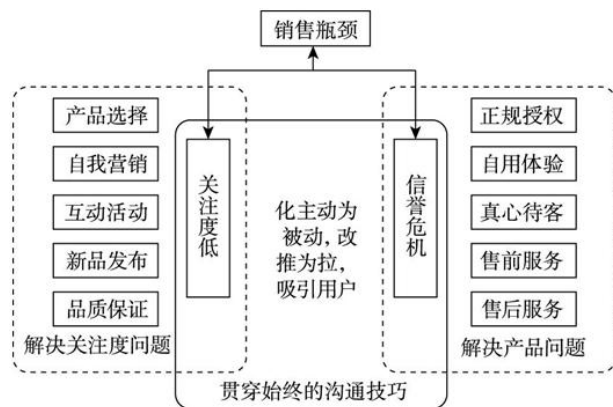 销售瓶颈
产品选择
自我营销
互动活动
新品发布
品质保证
解决关注度问题
关注度低
化主动为
被动，改
推为拉，
吸引用户
信誉危机
正规授权
自用体验
真心待客
售前服务
售后服务
解决产品问题
贯穿始终的沟通技巧